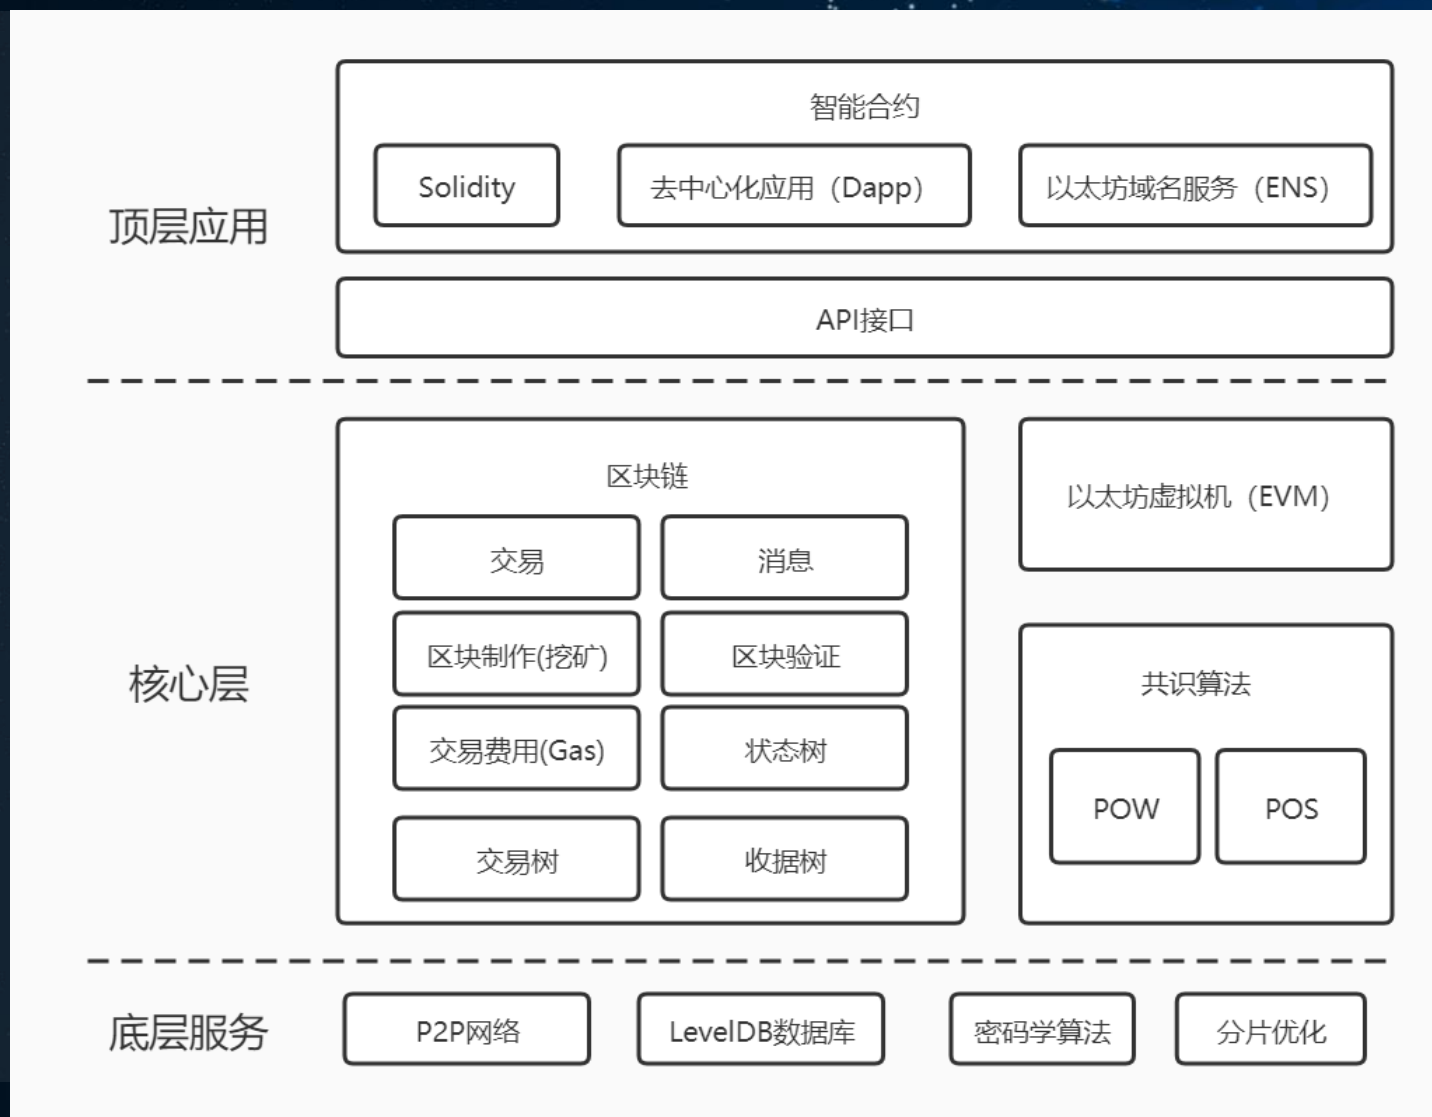 智能合约
Solidity
去中心化应用（Dapp）
以太坊域名服务（ENS）
顶层应用
API接口
区块链
以太坊虚拟机（EVM）
交易
消息
区块制作(挖矿)
区块验证
核心层
共识算法
交易费用(Gas)
状态树
POW
POS
交易树
收据树
底层服务
P2P网络
LevelDB数据库
密码学算法
分片优化